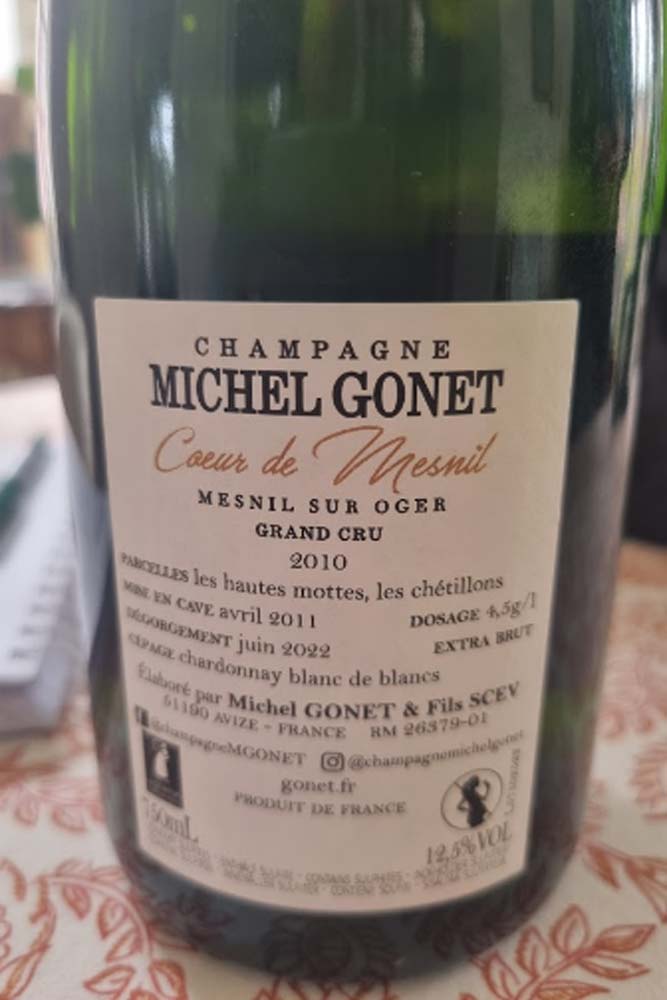 CHAMPAGNE
MICHEL GONET
Coeur de Mesnil
MESNIL SUR OGER
GRAND CRU
2010
PARCELLES les hautes mottes, les chétillons
MISE EN CAVE avril 2011 DOSAGE 4,5g/l
DÉGORGEMENT juin 2022 EXTRA BRUT
CÉPAGE chardonnay blanc de blancs
Élaboré par Michel GONET & Fils SCEV
51190 AVIZE - FRANCE RM 26379-01
@champagneMGONET @champagnemichelgonet
gonet.fr
PRODUIT DE FRANCE
750mL 12,5% VOL
CONTAINS SULPHITES